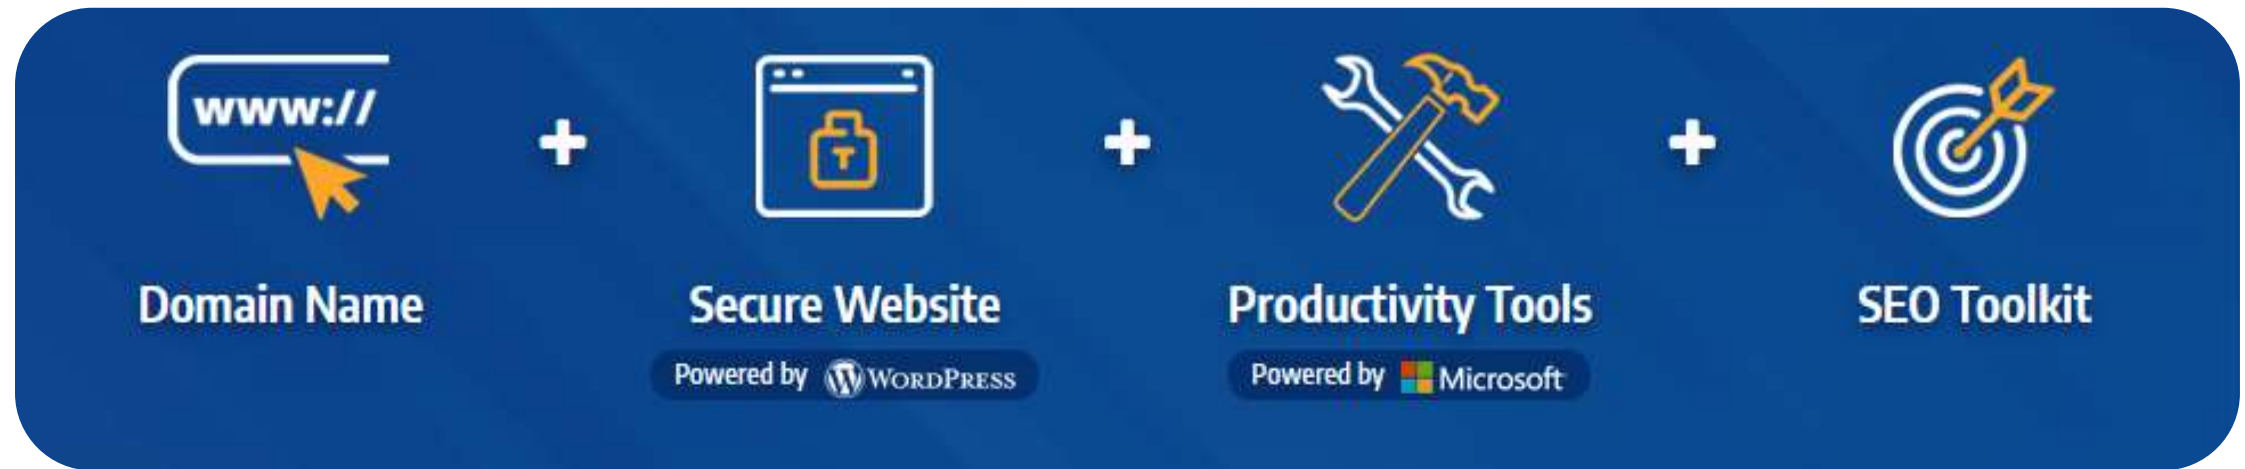 www://
+
+
+
T
Domain Name
Secure Website
Productivity Tools
SEO Toolkit
Powered by WORDPRESS
Powered by Microsoft